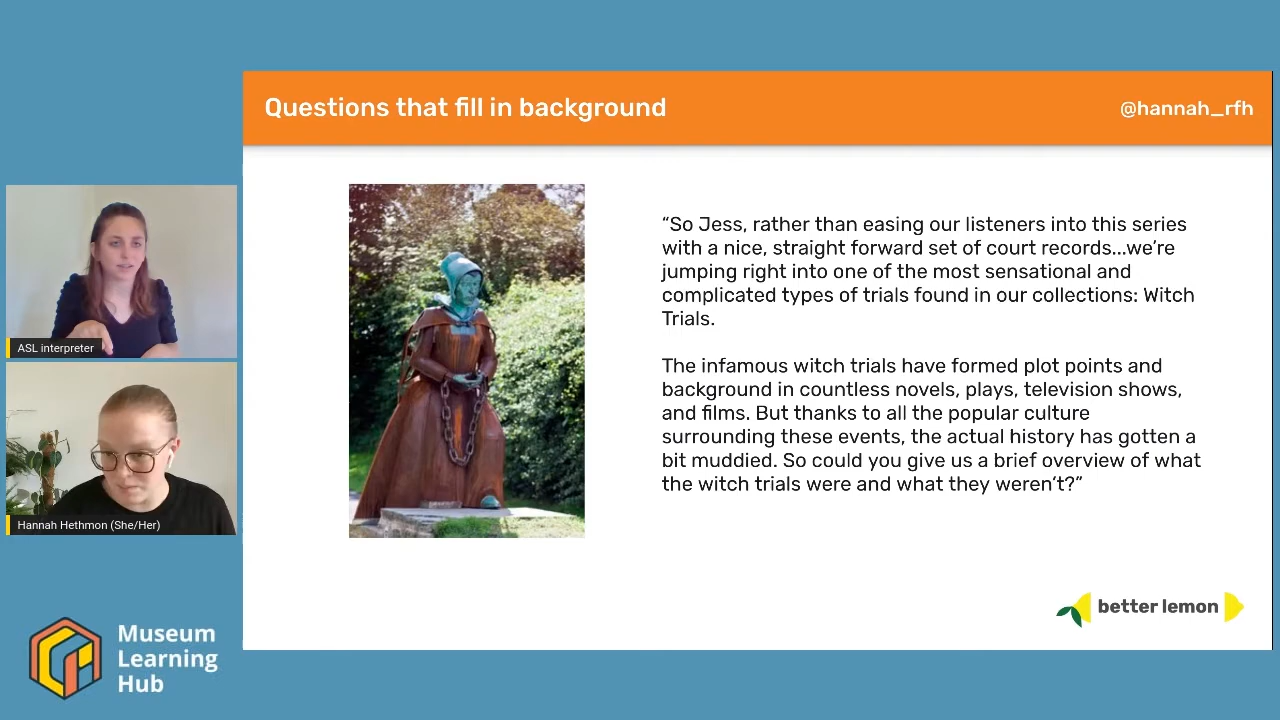 Questions that fill in background
@hannah_rfh
“So Jess, rather than easing our listeners into this series
with a nice, straight forward set of court records...we’re
jumping right into one of the most sensational and
complicated types of trials found in our collections: Witch
Trials.
The infamous witch trials have formed plot points and
background in countless novels, plays, television shows,
and films. But thanks to all the popular culture
surrounding these events, the actual history has gotten a
bit muddied. So could you give us a brief overview of what
the witch trials were and what they weren’t?”
better lemon
ASL interpreter
Hannah Hethmon (She/Her)
Museum
Learning
Hub